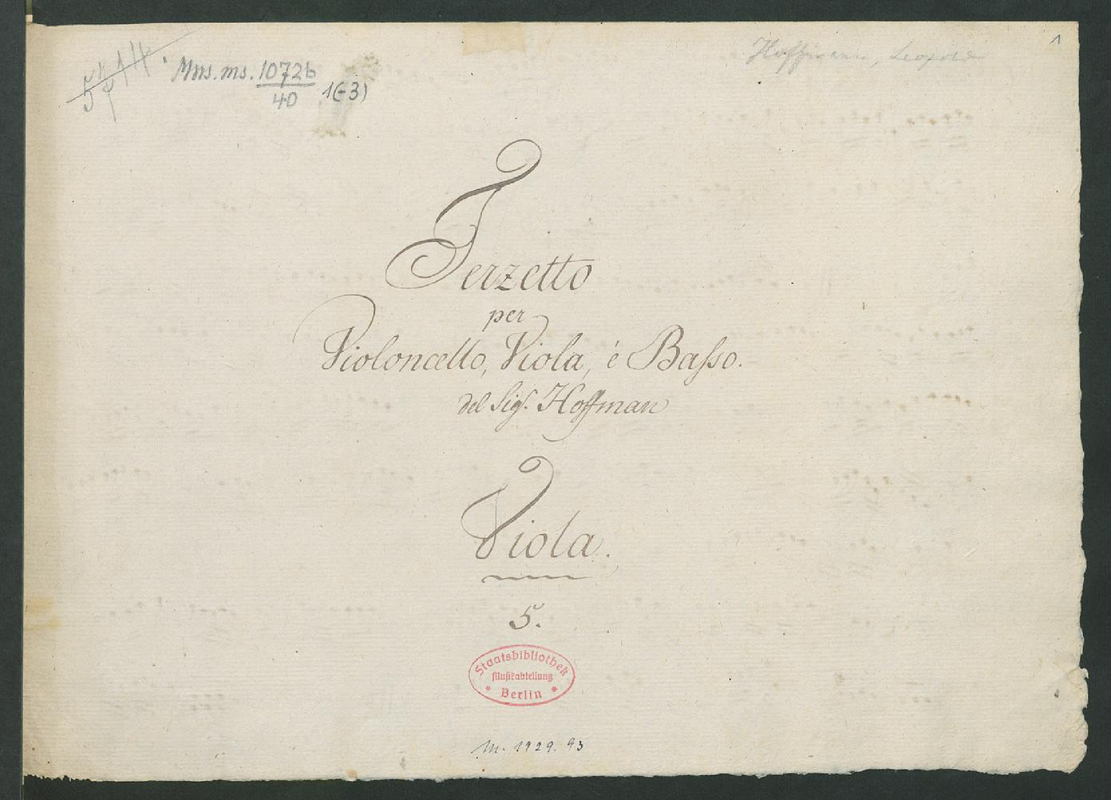 Mus. ms. 10726
40 1(-3)
Hoffmann, Leopold
1
Terzetto
per
Violoncello, Viola, è Basso.
del Sigr. Hoffman
Viola.
5.
Staatsbibliothek
Musikabteilung
Berlin
M. 1929. 93